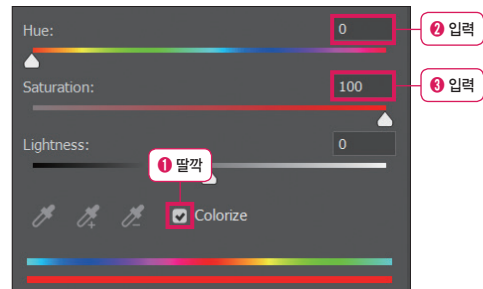 Hue:
0
❷ 입력
Saturation:
100
❸ 입력
Lightness:
0
❶ 딸깍
Colorize